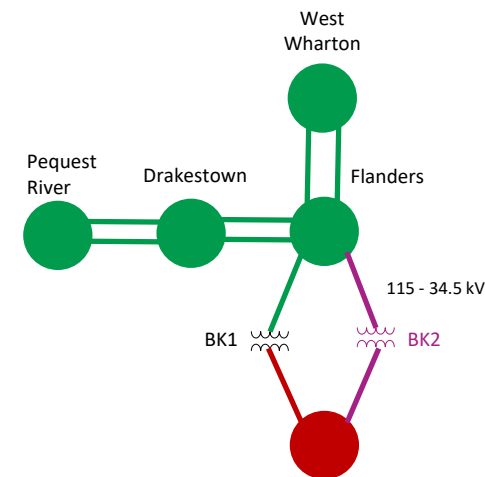 West
Wharton
Pequest
River
Drakestown
Flanders
115 - 34.5 kV
BK1
BK2